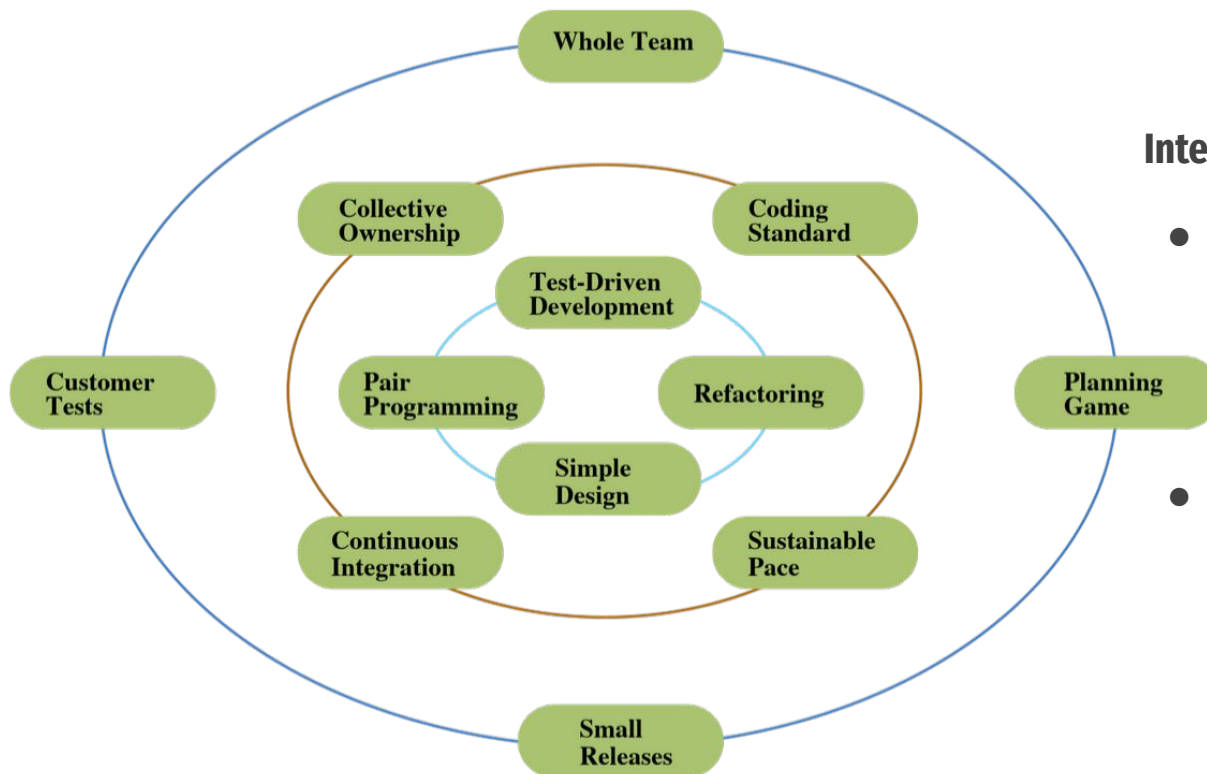 Whole Team
Inte
Collective
Ownership
Coding
Standard
Test-Driven
Development
Customer
Tests
Pair
Programming
Refactoring
Planning
Game
Simple
Design
Continuous
Integration
Sustainable
Pace
Small
Releases